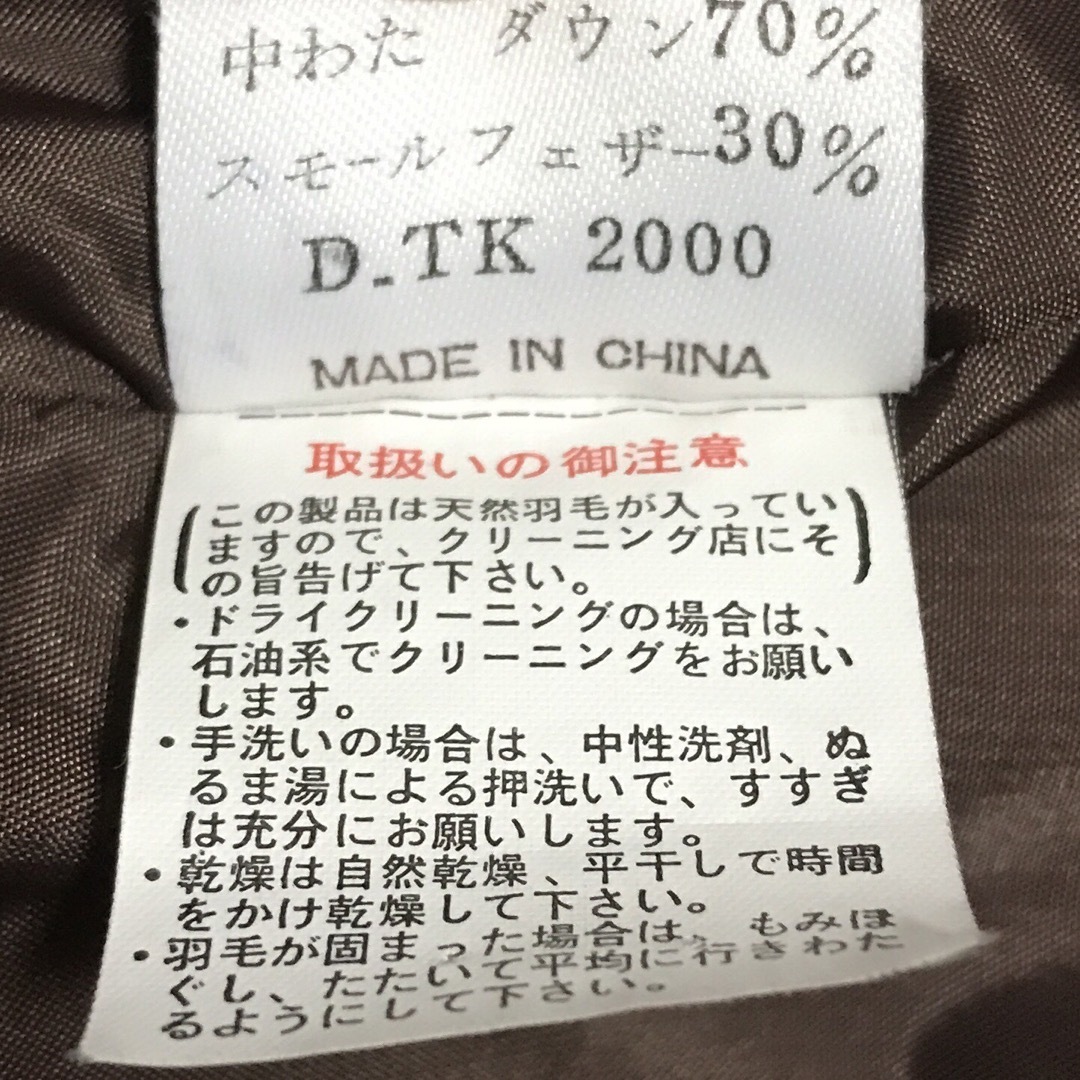 中わた ダウン70%
スモールフェザー30%
D.TK 2000
MADE IN CHINA
取扱いの御注意
(この製品は天然羽毛が入ってい
ますので、クリーニング店にそ
の旨告げて下さい。)
・ドライクリーニングの場合は、
石油系でクリーニングをお願い
します。
・手洗いの場合は、中性洗剤、ぬ
るま湯による押洗いで、すすぎ
は充分にお願いします。
・乾燥は自然乾燥、平干しで時間
をかけ乾燥して下さい。
・羽毛が固まった場合は、もみほ
ぐし、たたいて平均に行きわた
るようにして下さい。